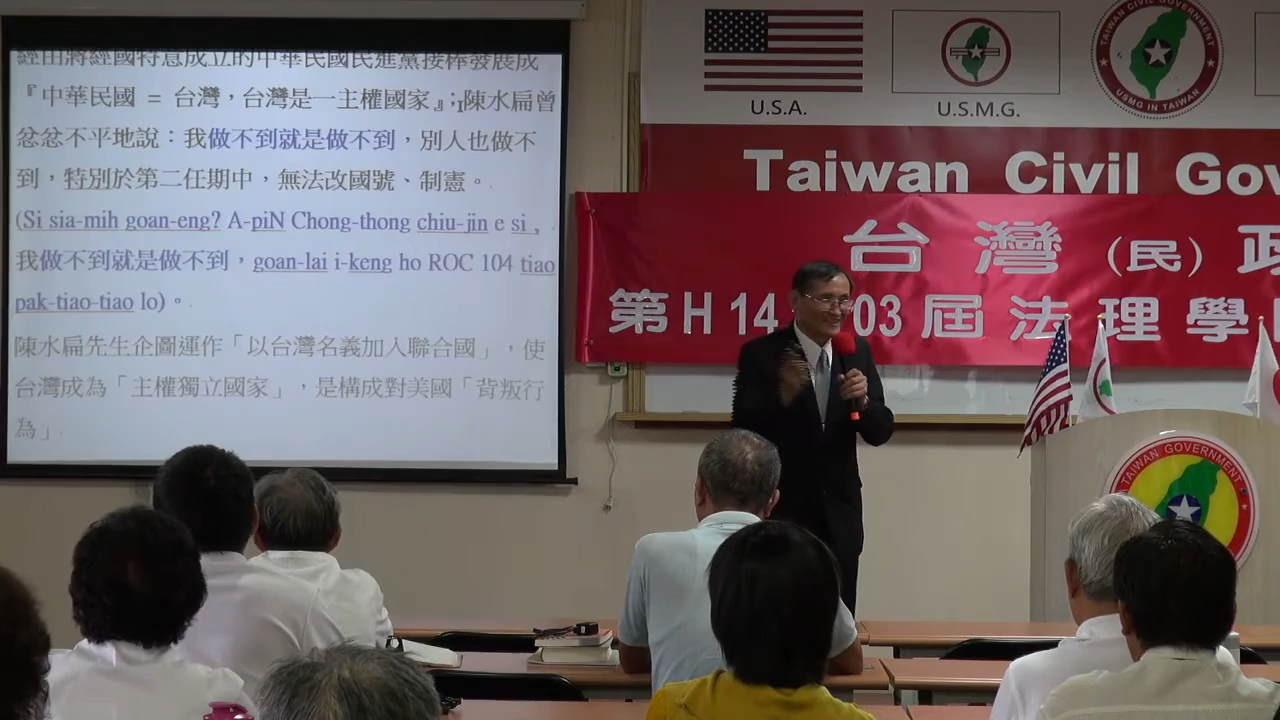 經由蔣經國特意成立的中華民國民進黨接棒發展成
『中華民國 = 台灣，台灣是一主權國家』;陳水扁曾
忿忿不平地說：我做不到就是做不到，別人也做不
到，特別於第二任期中，無法改國號、制憲。
(Si sia-mih goan-eng? A-piN Chong-thong chiu-jin e si ,
我做不到就是做不到，goan-lai i-keng ho ROC 104 tiao
pak-tiao-tiao lo)。
陳水扁先生企圖運作「以台灣名義加入聯合國」，使
台灣成為「主權獨立國家」，是構成對美國「背叛行
為」
U.S.A.
U.S.M.G.
TAIWAN CIVIL GOVERNMENT
USMG IN TAIWAN
Taiwan Civil Gov
台灣(民)政
第H14 03屆法理學
TAIWAN GOVERNMENT